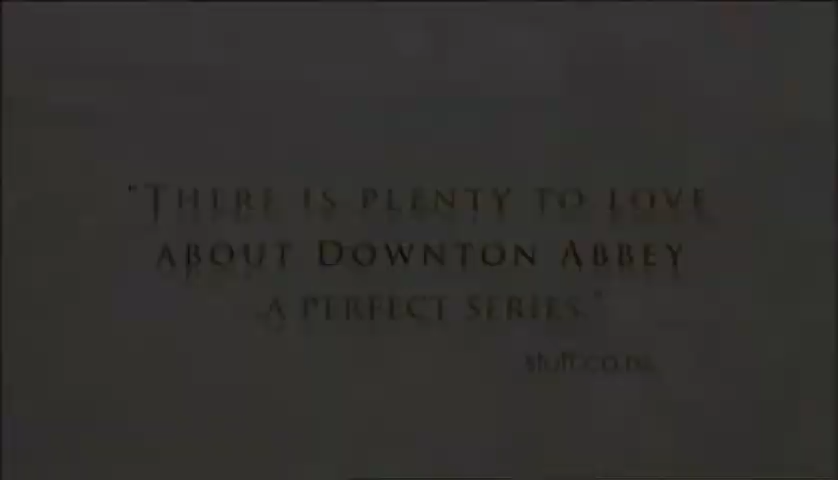 "THERE IS PLENTY TO LOVE
ABOUT DOWNTON ABBEY
A PERFECT SERIES."
stuff.co.nz